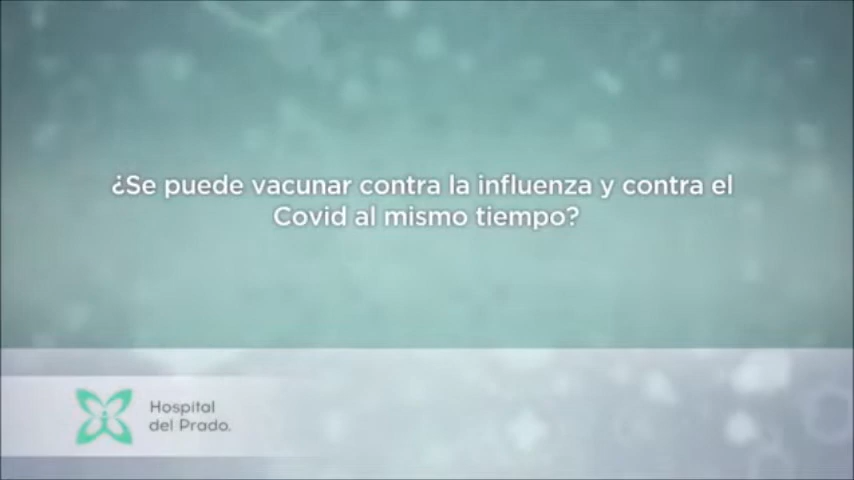 ¿Se puede vacunar contra la influenza y contra el
Covid al mismo tiempo?
Hospital
del Prado.